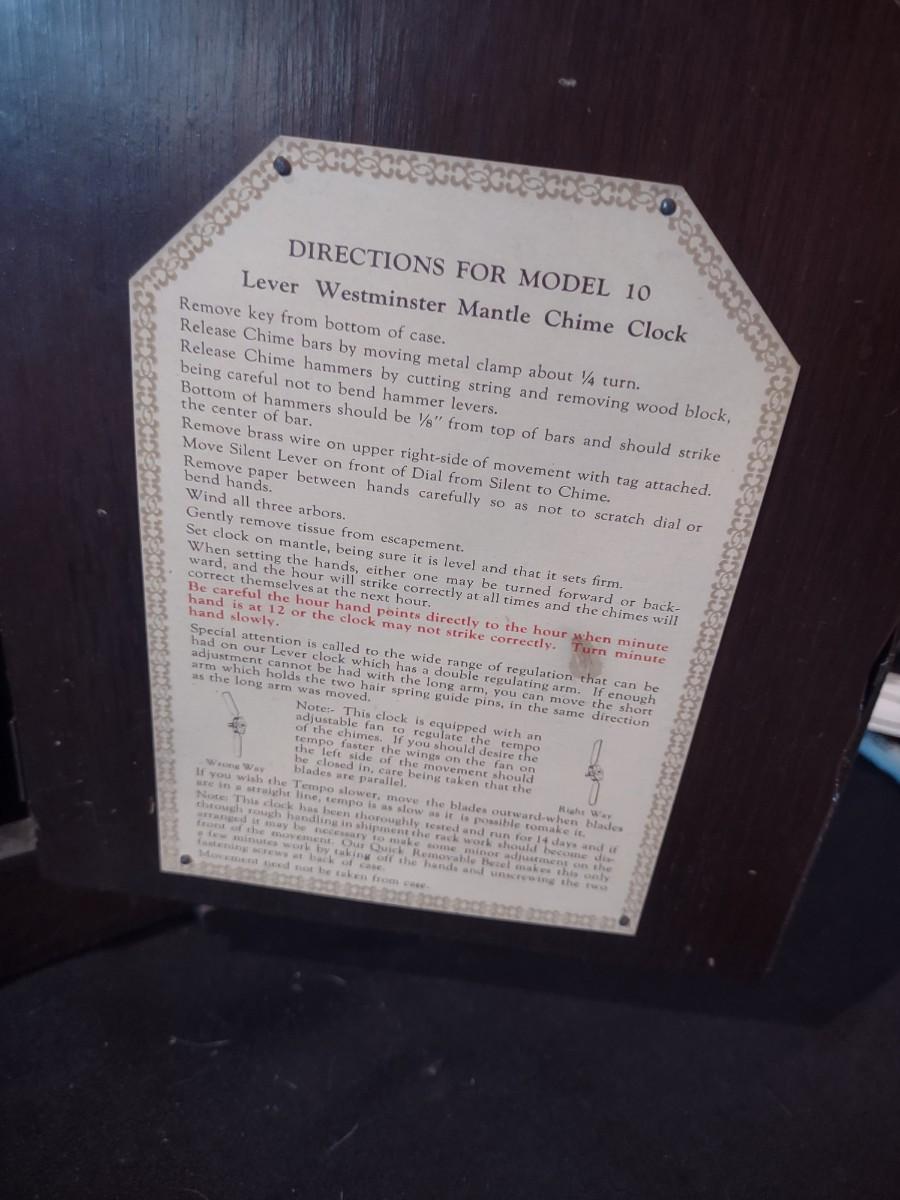 DIRECTIONS FOR MODEL 10
Lever Westminster Mantle Chime Clock
Remove key from bottom of case.
Release Chime bars by moving metal clamp about ¼ turn.
Release Chime hammers by cutting string and removing wood block,
being careful not to bend hammer levers.
Bottom of hammers should be ⅛" from top of bars and should strike
the center of bar.
Remove brass wire on upper right-side of movement with tag attached.
Move Silent Lever on front of Dial from Silent to Chime.
Remove paper between hands carefully so as not to scratch dial or
bend hands.
Wind all three arbors.
Gently remove tissue from escapement.
Set clock on mantle, being sure it is level and that it sets firm.
When setting the hands, either one may be turned forward or back-
ward, and the hour will strike correctly at all times and the chimes will
correct themselves at the next hour.
Be careful the hour hand points directly to the hour when minute
hand is at 12 or the clock may not strike correctly. Turn minute
hand slowly.
Special attention is called to the wide range of regulation that can be
had on our Lever clock which has a double regulating arm. If enough
adjustment cannot be had with the long arm, you can move the short
arm which holds the two hair spring guide pins, in the same direction
as the long arm was moved.
Note:- This clock is equipped with an
adjustable fan to regulate the tempo
of the chimes. If you should desire the
tempo faster the wings on the fan on
the left side of the movement should
be closed in, care being taken that the
blades are parallel.
Wrong Way
Right Way
If you wish the Tempo slower, move the blades outward-when blades
are in a straight line, tempo is as slow as it is possible tomake it.
Note: This clock has been thoroughly tested and run for 14 days and if
through rough handling in shipment the rack work should become dis-
arranged it may be necessary to make some minor adjustment on the
front of the movement. Our Quick Removable Bezel makes this only
a few minutes work by taking off the hands and unscrewing the two
fastening screws at back of case.
Movement need not be taken from case.